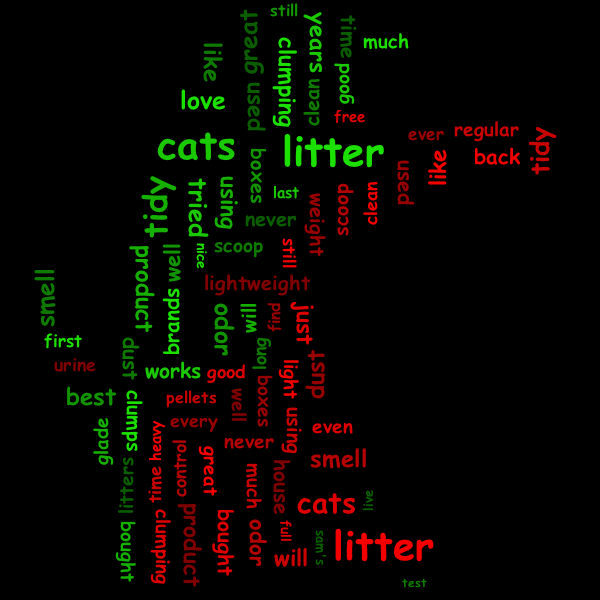 still
great
years
time
much
like
clumping
used
clean
good
love
free
cats
litter
ever
regular
tidy
boxes
like
back
used
tidy
tried
using
last
never
weight
scoop
clean
product
well
nice
scoop
still
lightweight
smell
brands
odor
will
find
just
first
dust
long
urine
works
good
light
dust
best
clumps
pellets
well
boxes
using
even
glade
every
never
smell
litters
time
heavy
control
great
much
house
cats
live
bought
clumping
product
bought
odor
full
will
sam's
litter
test